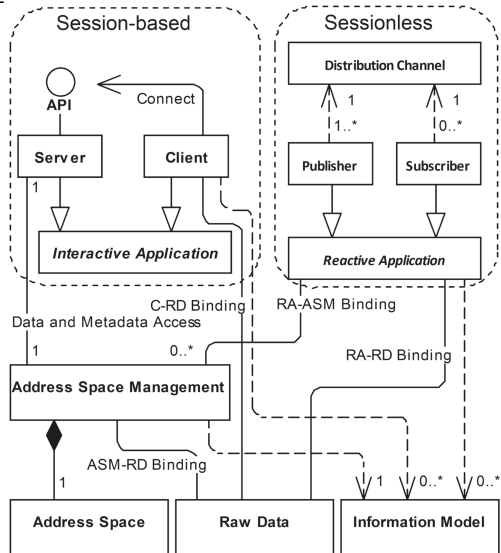 Session-based
Sessionless
Distribution Channel
API
Connect
1
1
1..*
0..*
Server
Client
Publisher
Subscriber
1
Interactive Application
Reactive Application
C-RD Binding
RA-ASM Binding
Data and Metadata Access
1
0..*
RA-RD Binding
Address Space Management
ASM-RD Binding
1
1
0..*
0..*
Address Space
Raw Data
Information Model